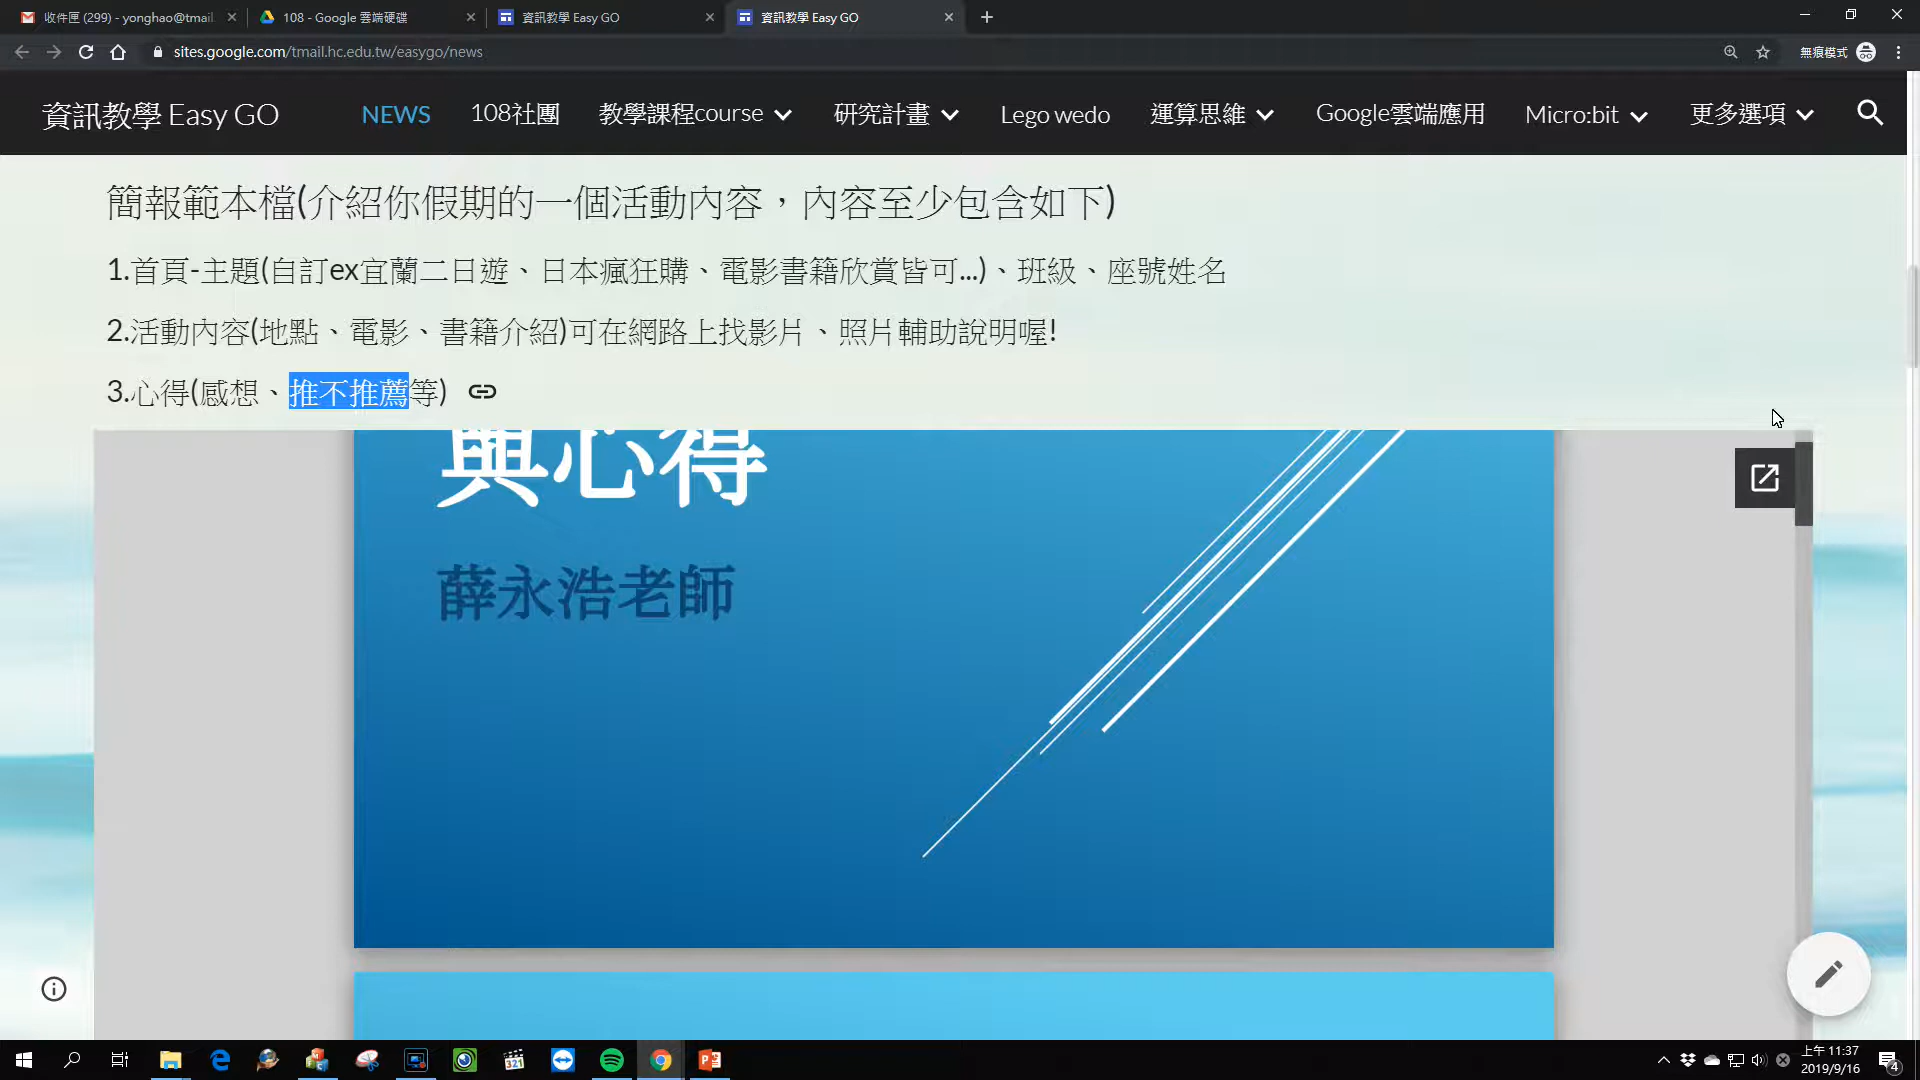 收件匣 (299) - yonghao@tmail
108 - Google 雲端硬碟
資訊教學 Easy GO
資訊教學 Easy GO
sites.google.com/tmail.hc.edu.tw/easygo/news
無痕模式
資訊教學 Easy GO
NEWS
108社團
教學課程course
研究計畫
Lego wedo
運算思維
Google雲端應用
Micro:bit
更多選項
簡報範本檔(介紹你假期的一個活動內容，內容至少包含如下)
1.首頁-主題(自訂ex宜蘭二日遊、日本瘋狂購、電影書籍欣賞皆可...)、班級、座號姓名
2.活動內容(地點、電影、書籍介紹)可在網路上找影片、照片輔助說明喔!
3.心得(感想、推不推薦等)
與心得
薛永浩老師
321
上午 11:37
2019/9/16
4